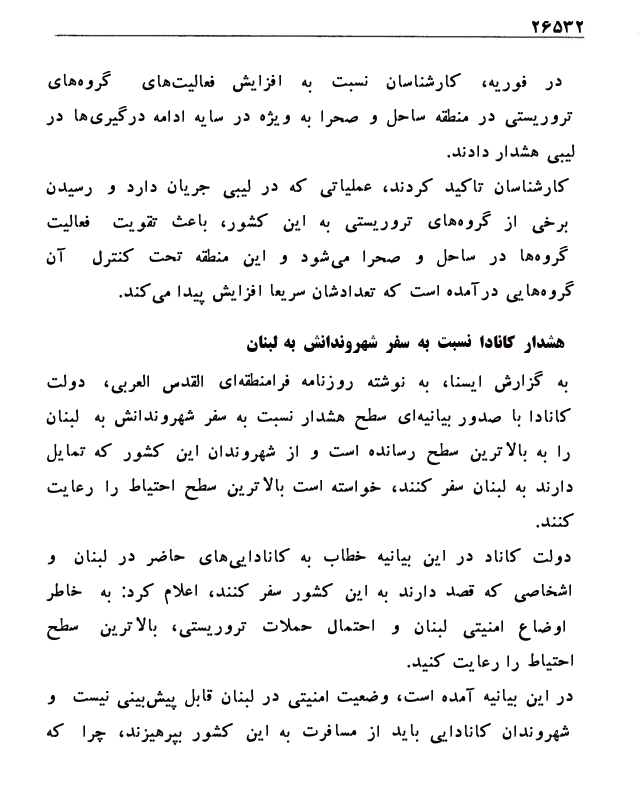 ۲۶۵۳۲
در فوریه، کارشناسان نسبت به افزایش فعالیت‌های گروه‌های
تروریستی در منطقه ساحل و صحرا به ویژه در سایه ادامه درگیری‌ها در
لیبی هشدار دادند.
کارشناسان تاکید کردند، عملیاتی که در لیبی جریان دارد و رسیدن
برخی از گروه‌های تروریستی به این کشور، باعث تقویت فعالیت
گروه‌ها در ساحل و صحرا می‌شود و این منطقه تحت کنترل آن
گروه‌هایی درآمده است که تعدادشان سریعا افزایش پیدا می‌کند.
هشدار کانادا نسبت به سفر شهروندانش به لبنان
به گزارش ایسنا، به نوشته روزنامه فرامنطقه‌ای القدس العربی، دولت
کانادا با صدور بیانیه‌ای سطح هشدار نسبت به سفر شهروندانش به لبنان
را به بالاترین سطح رسانده است و از شهروندان این کشور که تمایل
دارند به لبنان سفر کنند، خواسته است بالاترین سطح احتیاط را رعایت
کنند.
دولت کاناد در این بیانیه خطاب به کانادایی‌های حاضر در لبنان و
اشخاصی که قصد دارند به این کشور سفر کنند، اعلام کرد: به خاطر
اوضاع امنیتی لبنان و احتمال حملات تروریستی، بالاترین سطح
احتیاط را رعایت کنید.
در این بیانیه آمده است، وضعیت امنیتی در لبنان قابل پیش‌بینی نیست و
شهروندان کانادایی باید از مسافرت به این کشور بپرهیزند، چرا که